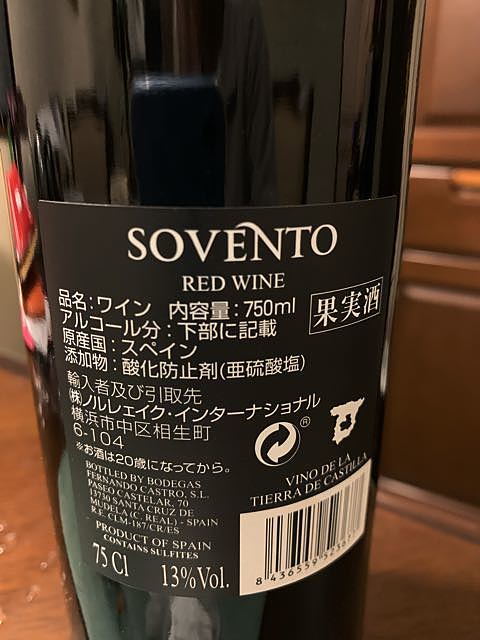 SOVENTO
RED WINE
品名:ワイン 内容量:750ml
アルコール分:下部に記載
原産国:スペイン
添加物:酸化防止剤(亜硫酸塩)
果実酒
輸入者及び引取先
㈱ノルレェイク・インターナショナル
横浜市中区相生町
6-104
※お酒は20歳になってから。
BOTTLED BY BODEGAS
FERNANDO CASTRO, S.L.
PASEO CASTELAR, 70
13730 SANTA CRUZ DE
MUDELA (C. REAL) - SPAIN
R.E. CLM-187/CR/ES
PRODUCT OF SPAIN
CONTAINS SULFITES
75 Cl 13%Vol.
®
VINO DE LA
TIERRA DE CASTILLA